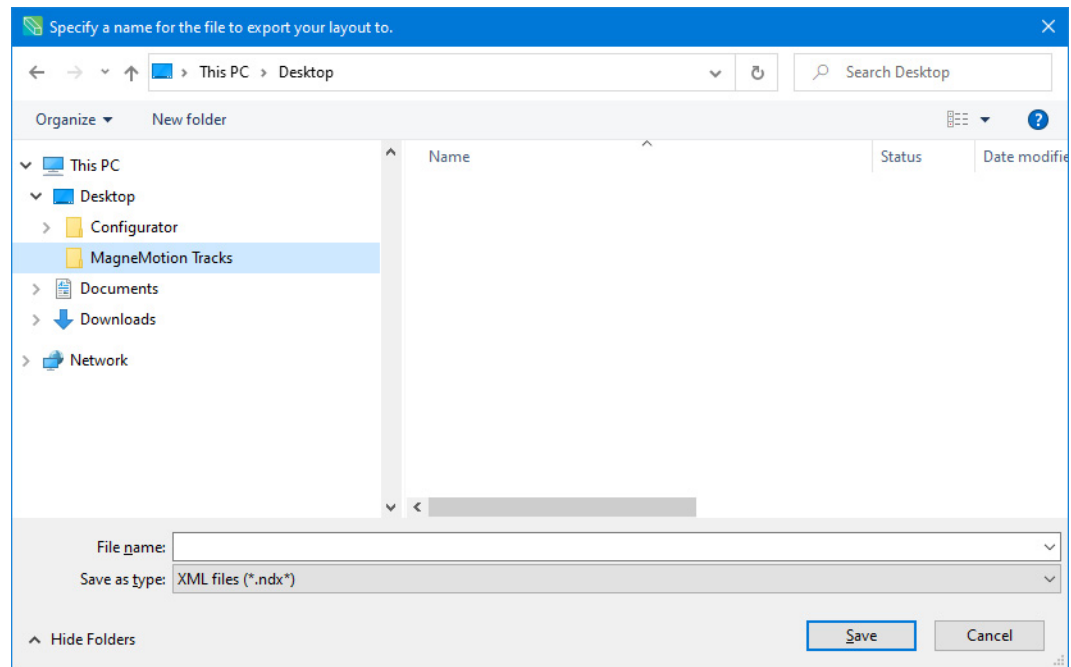 Specify a name for the file to export your layout to.
This PC > Desktop
Search Desktop
Organize
New folder
?
Name
Status
Date modifie
This PC
Desktop
Configurator
MagneMotion Tracks
Documents
Downloads
Network
File name:
Save as type: XML files (*.ndx*)
Hide Folders
Save
Cancel